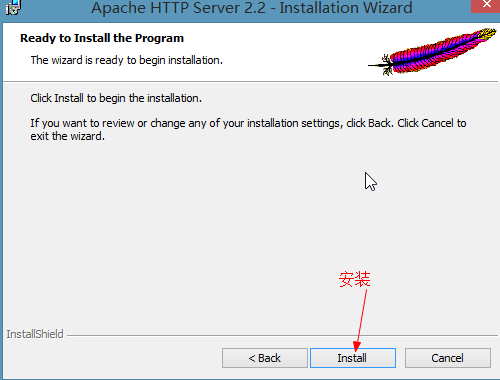 Apache HTTP Server 2.2 - Installation Wizard
Ready to Install the Program
The wizard is ready to begin installation.
Click Install to begin the installation.
If you want to review or change any of your installation settings, click Back. Click Cancel to
exit the wizard.
安装
InstallShield
< Back Install Cancel